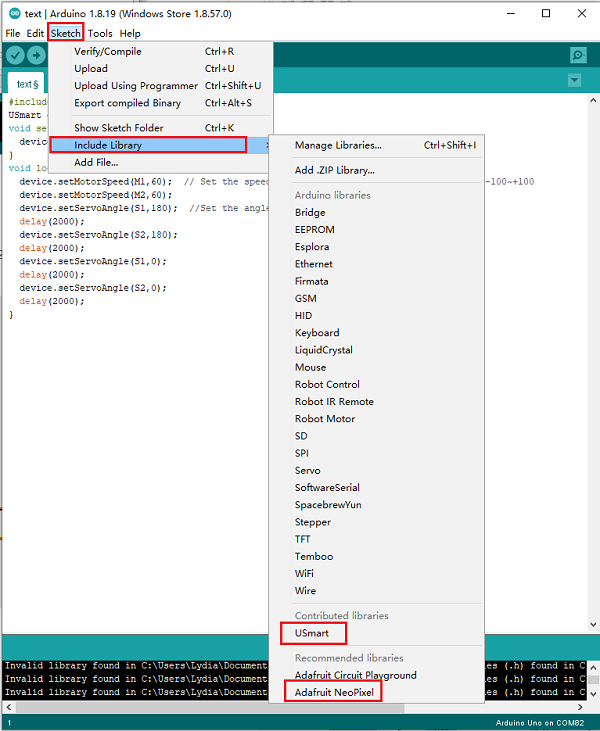 text | Arduino 1.8.19 (Windows Store 1.8.57.0)
File Edit Sketch Tools Help
Verify/Compile Ctrl+R
Upload Ctrl+U
Upload Using Programmer Ctrl+Shift+U
Export compiled Binary Ctrl+Alt+S
Show Sketch Folder Ctrl+K
Include Library
Add File...
text §
#include
USmart
void se
devic
}
void lo
device.setMotorSpeed(M1,60); // Set the speed -100~+100
device.setMotorSpeed(M2,60);
device.setServoAngle(S1,180); //Set the angle
delay(2000);
device.setServoAngle(S2,180);
delay(2000);
device.setServoAngle(S1,0);
delay(2000);
device.setServoAngle(S2,0);
delay(2000);
}
Manage Libraries... Ctrl+Shift+I
Add .ZIP Library...
Arduino libraries
Bridge
EEPROM
Esplora
Ethernet
Firmata
GSM
HID
Keyboard
LiquidCrystal
Mouse
Robot Control
Robot IR Remote
Robot Motor
SD
SPI
Servo
SoftwareSerial
SpacebrewYun
Stepper
TFT
Temboo
WiFi
Wire
Contributed libraries
USmart
Recommended libraries
Adafruit Circuit Playground
Adafruit NeoPixel
Invalid library found in C:\Users\Lydia\Document es (.h) found in C
Invalid library found in C:\Users\Lydia\Document es (.h) found in C
Invalid library found in C:\Users\Lydia\Document es (.h) found in C
1 Arduino Uno on COM82